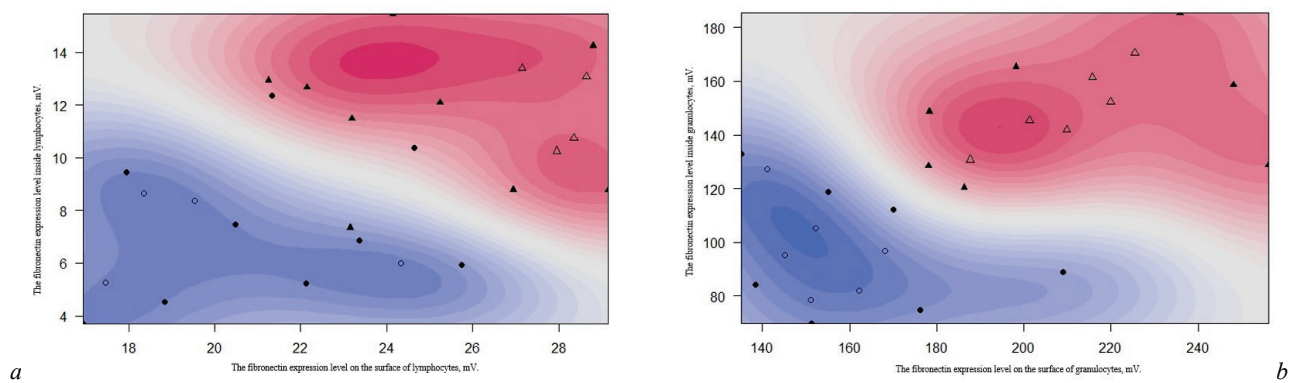 The fibronectin expression level inside lymphocytes, mV.
14
12
10
8
6
4
18 20 22 24 26 28
The fibronectin expression level on the surface of lymphocytes, mV.
a
The fibronectin expression level inside granulocytes, mV.
180
160
140
120
100
80
140 160 180 200 220 240
The fibronectin expression level on the surface of granulocytes, mV.
b